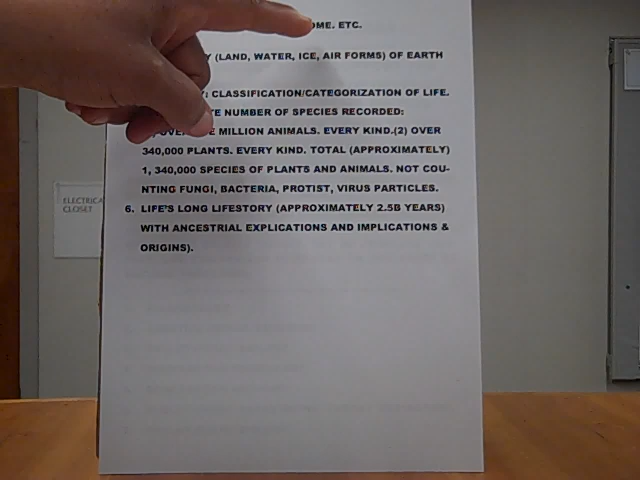 OME. ETC.
(LAND, WATER, ICE, AIR FORMS) OF EARTH
CLASSIFICATION/CATEGORIZATION OF LIFE.
NUMBER OF SPECIES RECORDED:
MILLION ANIMALS. EVERY KIND.(2) OVER
340,000 PLANTS. EVERY KIND. TOTAL (APPROXIMATELY)
1, 340,000 SPECIES OF PLANTS AND ANIMALS. NOT COU-
NTING FUNGI, BACTERIA, PROTIST, VIRUS PARTICLES.
6. LIFE'S LONG LIFESTORY (APPROXIMATELY 2.5B YEARS)
WITH ANCESTRIAL EXPLICATIONS AND IMPLICATIONS &
ORIGINS).
ELECTRICA
CLOSET